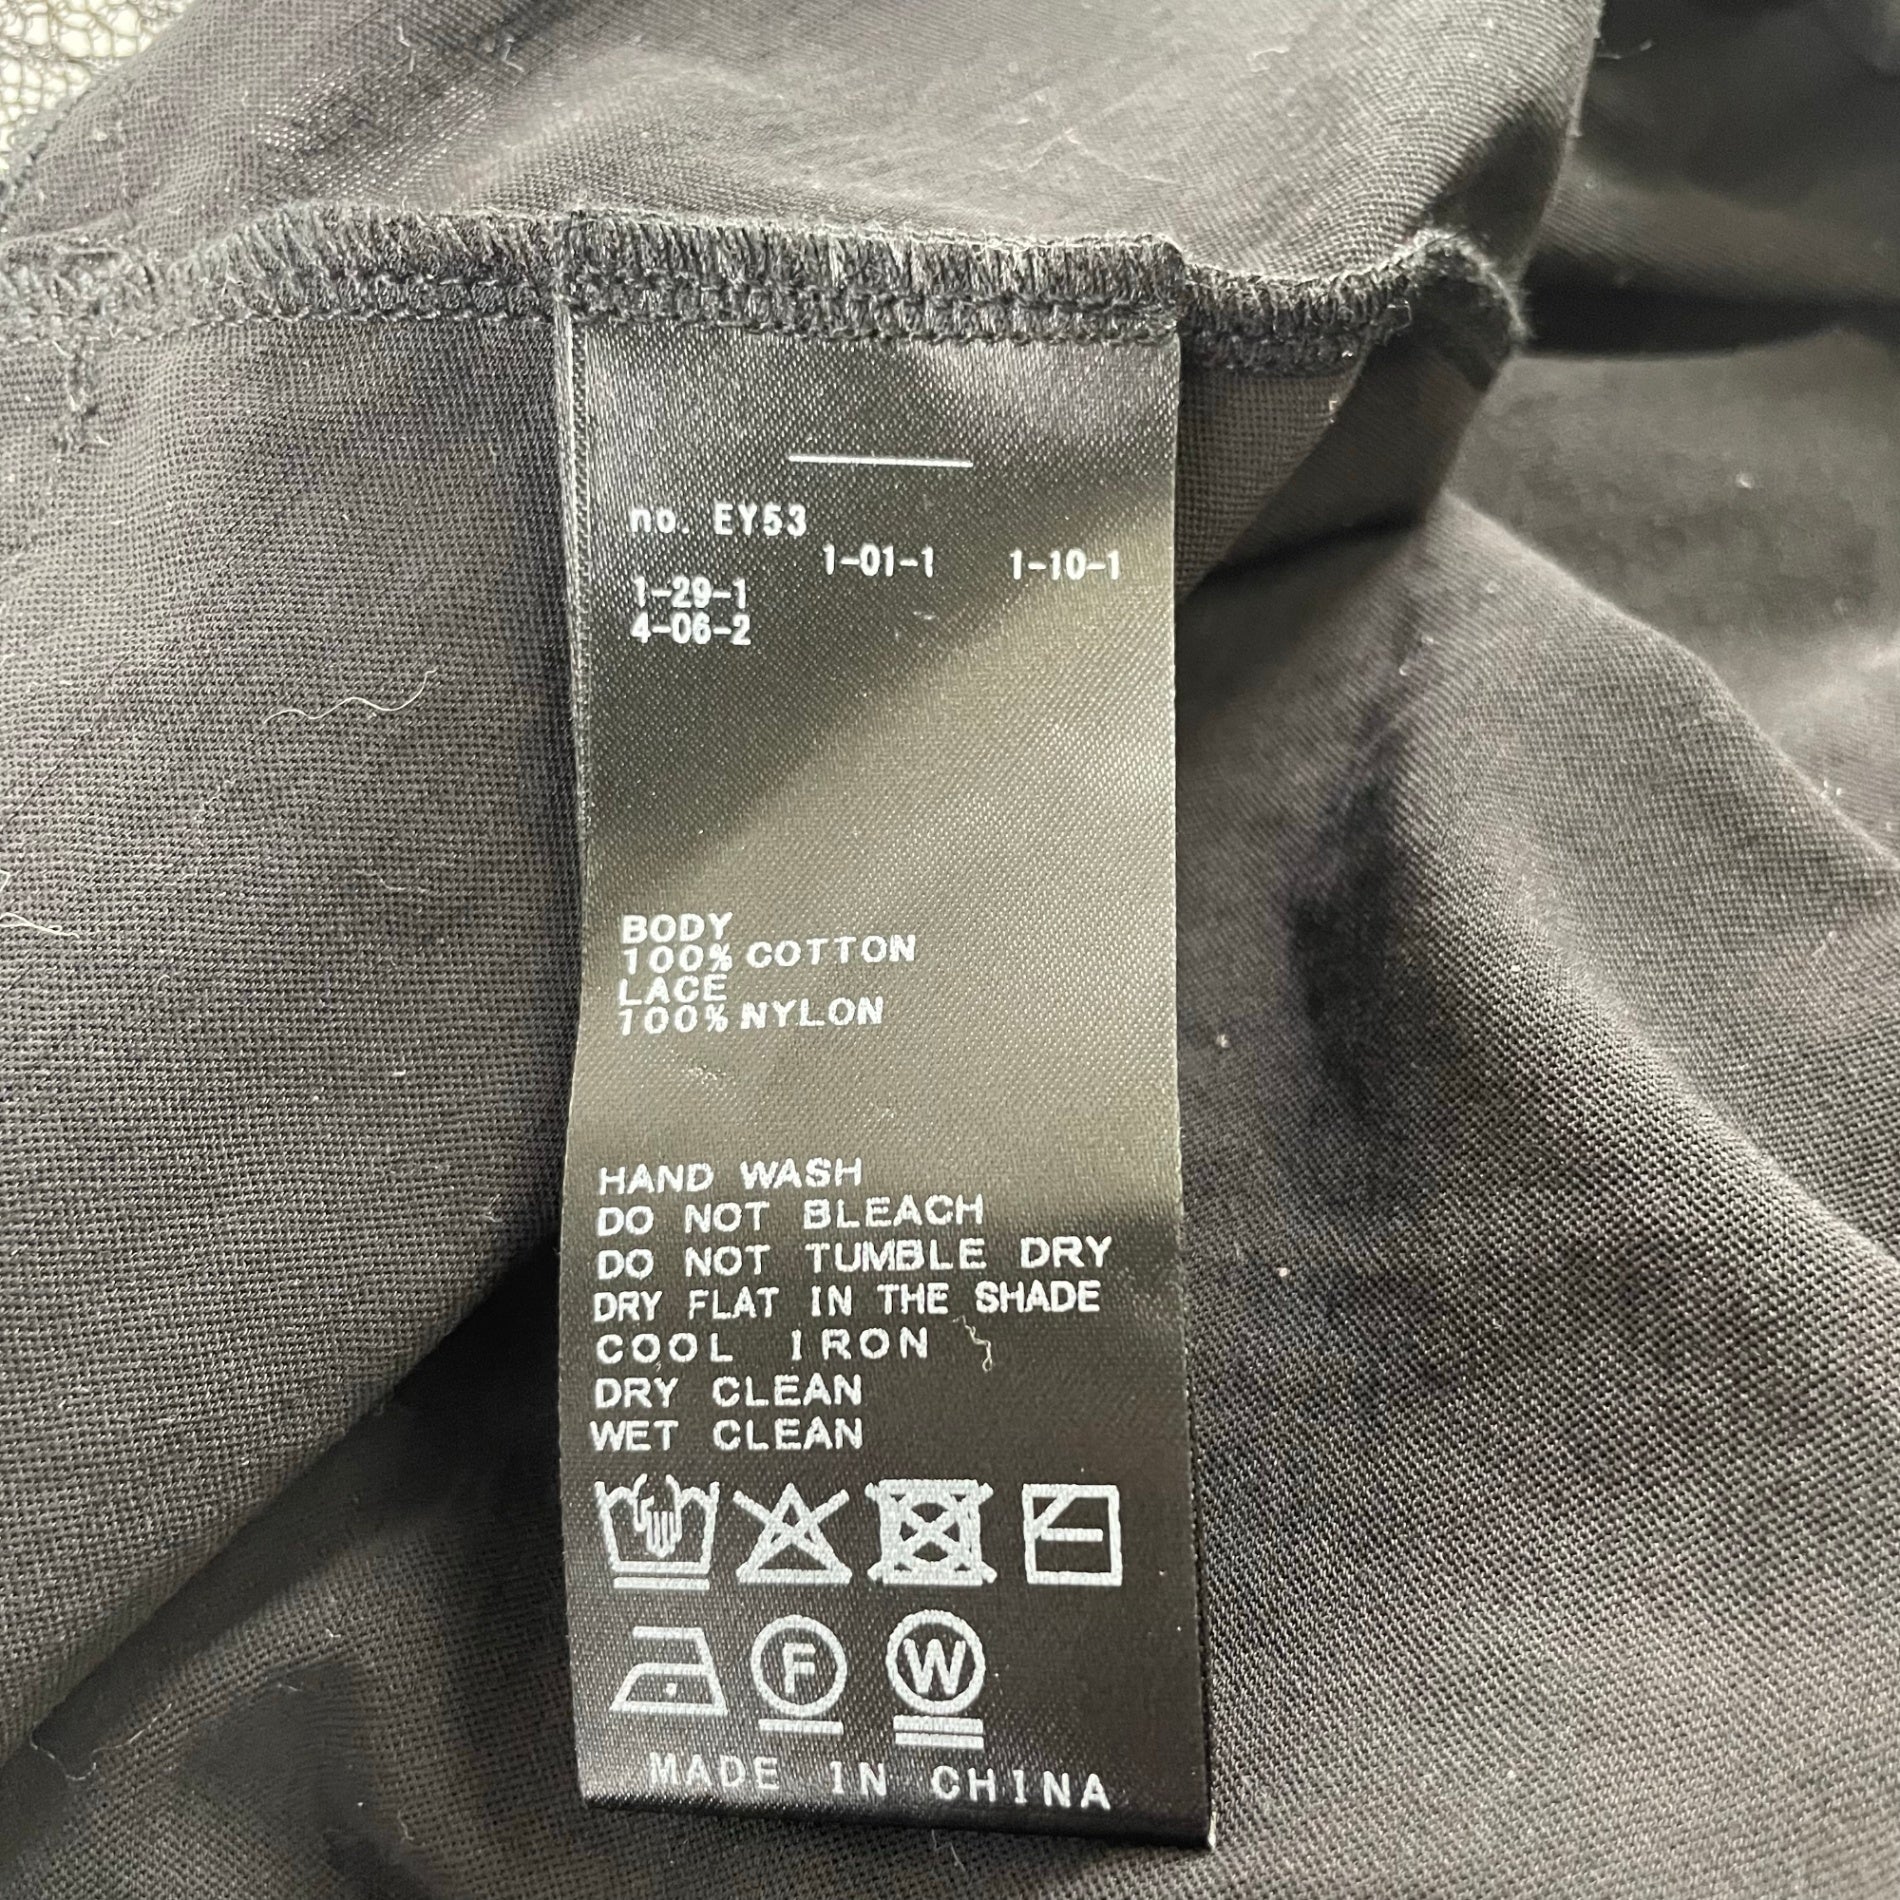 no. EY53
1-01-1 1-10-1
1-29-1
4-06-2
BODY
100% COTTON
LACE
100% NYLON
HAND WASH
DO NOT BLEACH
DO NOT TUMBLE DRY
DRY FLAT IN THE SHADE
COOL IRON
DRY CLEAN
WET CLEAN
F W
MADE IN CHINA